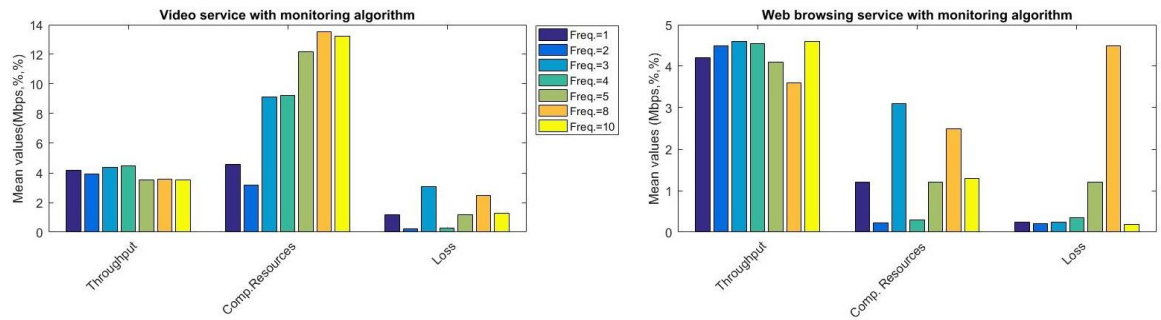 Video service with monitoring algorithm
Mean values(Mbps,%,%)
14
12
10
8
6
4
2
0
Throughput
Comp.Resources
Loss
Freq.=1
Freq.=2
Freq.=3
Freq.=4
Freq.=5
Freq.=8
Freq.=10
Web browsing service with monitoring algorithm
Mean values (Mbps,%,%)
5
4
3
2
1
0
Throughput
Comp. Resources
Loss